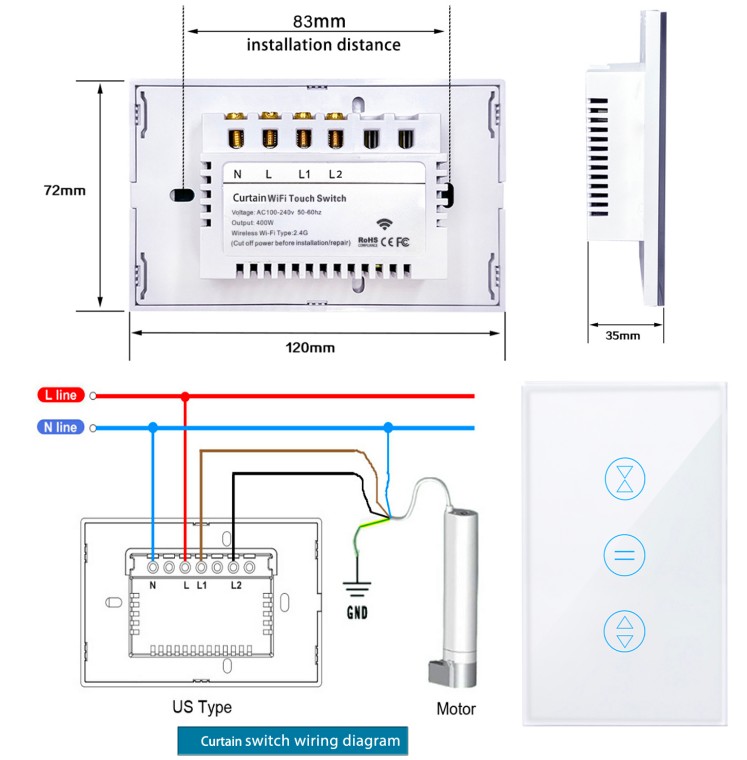 83mm
installation distance
72mm
N L L1 L2
Curtain WiFi Touch Switch
Voltage: AC100-240v 50-60hz
Output: 400W
Wireless Wi-Fi Type:2.4G
(Cut off power before installation/repair)
RoHS
COMPLIANCE
CE FC
120mm
35mm
L line
N line
N L L1 L2
GND
US Type
Motor
Curtain switch wiring diagram